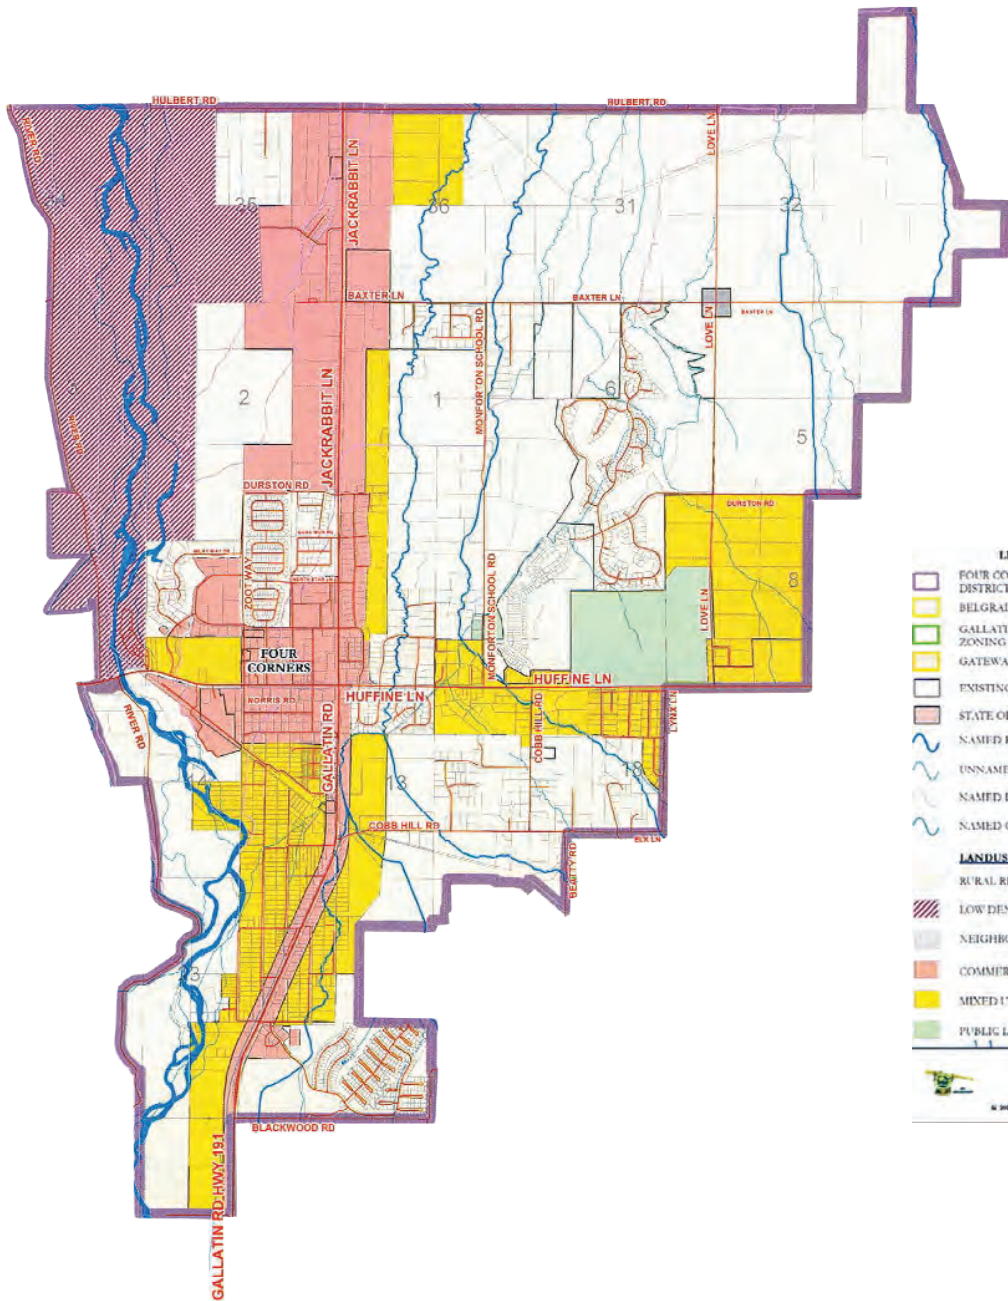 HULBERT RD
HULBERT RD
RIVER RD
LOVE LN
JACKRABBIT LN
35
36
31
32
BAXTER LN
BAXTER LN
BAXTER LN
LOVE LN
MONFORTON SCHOOL RD
2
1
6
5
RIVER RD
JACKRABBIT LN
DURSTON RD
DURSTON RD
ZOOT WAY
8
MONFORTON SCHOOL RD
LOVE LN
FOUR
CORNERS
HUFFINE LN
HUFFINE LN
NORRIS RD
RIVER RD
GALLATIN RD
COBB HILL RD
LYNX LN
13
18
COBB HILL RD
ELK LN
BEATTY RD
BLACKWOOD RD
GALLATIN RD HWY 191
FOUR CO
DISTRICT
BELGRAD
GALLATI
ZONING
GATEWA
EXISTING
STATE O
NAMED
UNNAME
NAMED
NAMED
LANDUS
RURAL RE
LOW DEN
NEIGHBO
COMMER
MIXED U
PUBLIC L